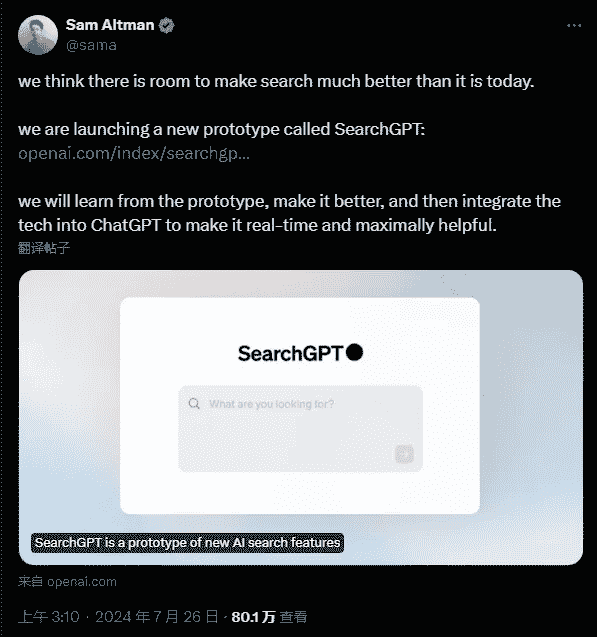 Sam Altman
@sama
we think there is room to make search much better than it is today.
we are launching a new prototype called SearchGPT:
openai.com/index/searchgp...
we will learn from the prototype, make it better, and then integrate the
tech into ChatGPT to make it real-time and maximally helpful.
翻译帖子
SearchGPT
What are you looking for?
SearchGPT is a prototype of new AI search features
来自 openai.com
上午 3:10 · 2024 年 7 月 26 日 · 80.1 万 查看